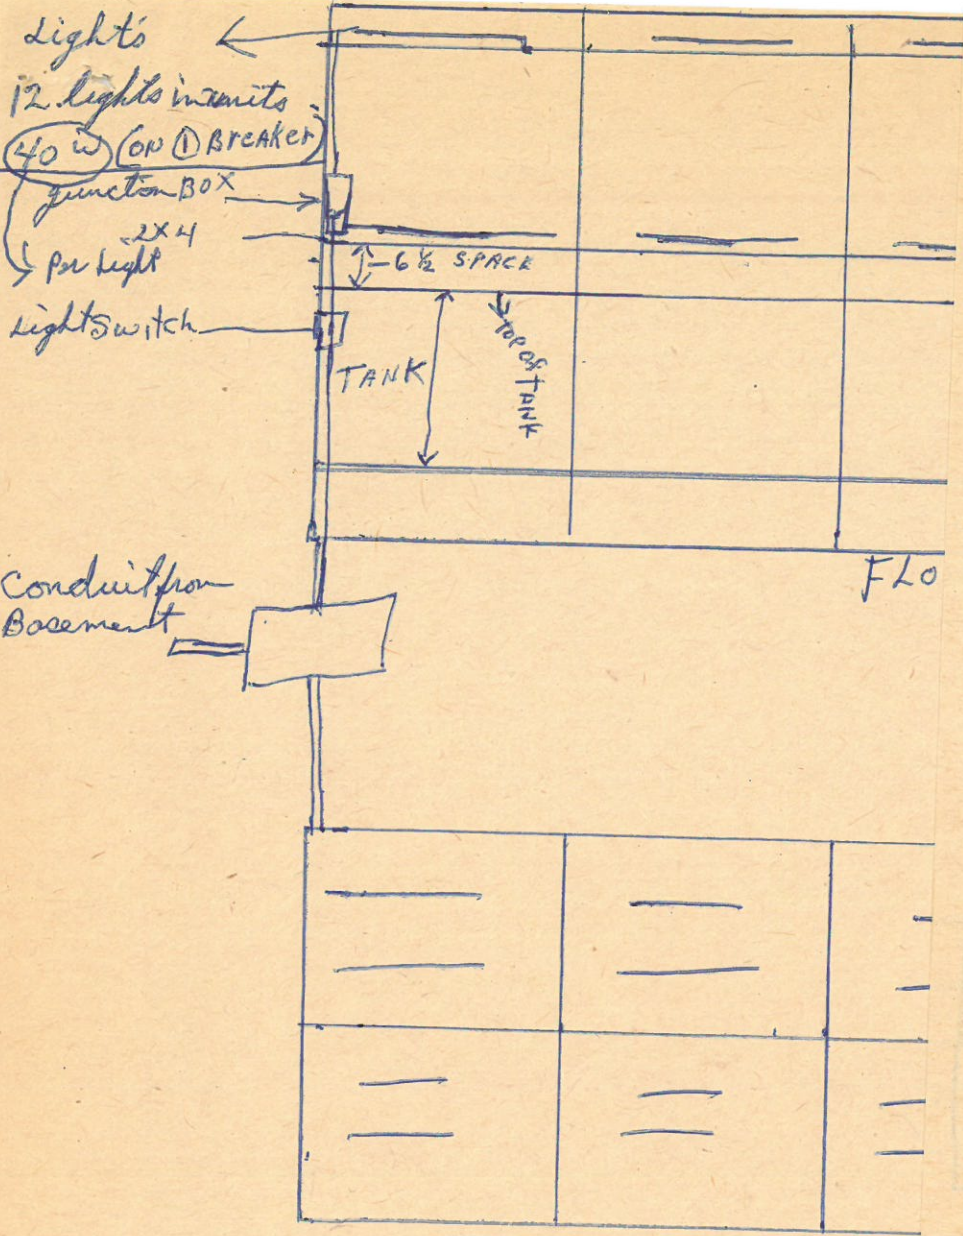 Lights
12 lights in units
40 W (ON ① BreAKer)
junction BOX
2X4
Per Light
- 6 ½ SPACE
Light Switch
TANK
TOP OF TANK
FLO
Conduit from
Basement